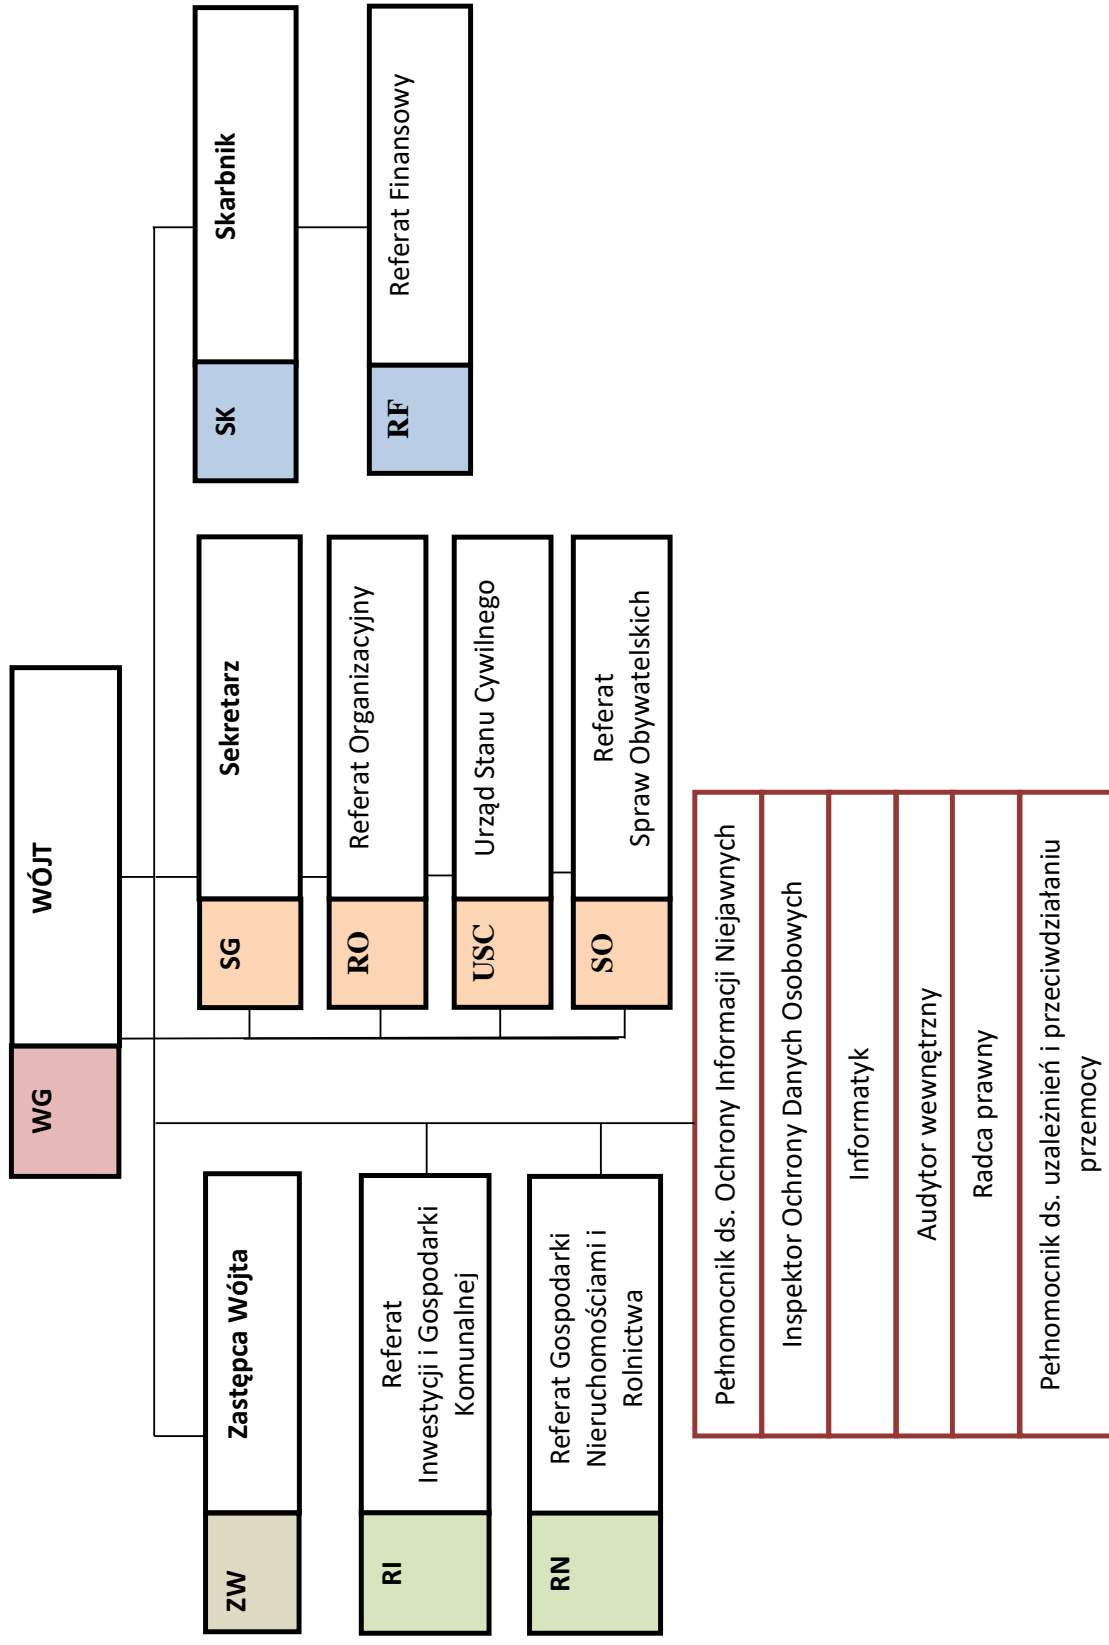 WG
WÓJT
ZW
Zastępca Wójta
SG
Sekretarz
SK
Skarbnik
RI
Referat
Inwestycji i Gospodarki
Komunalnej
RO
Referat Organizacyjny
RF
Referat Finansowy
USC
Urząd Stanu Cywilnego
RN
Referat Gospodarki
Nieruchomościami i
Rolnictwa
SO
Referat
Spraw Obywatelskich
Pełnomocnik ds. Ochrony Informacji Niejawnych
Inspektor Ochrony Danych Osobowych
Informatyk
Audytor wewnętrzny
Radca prawny
Pełnomocnik ds. uzależnień i przeciwdziałaniu
przemocy